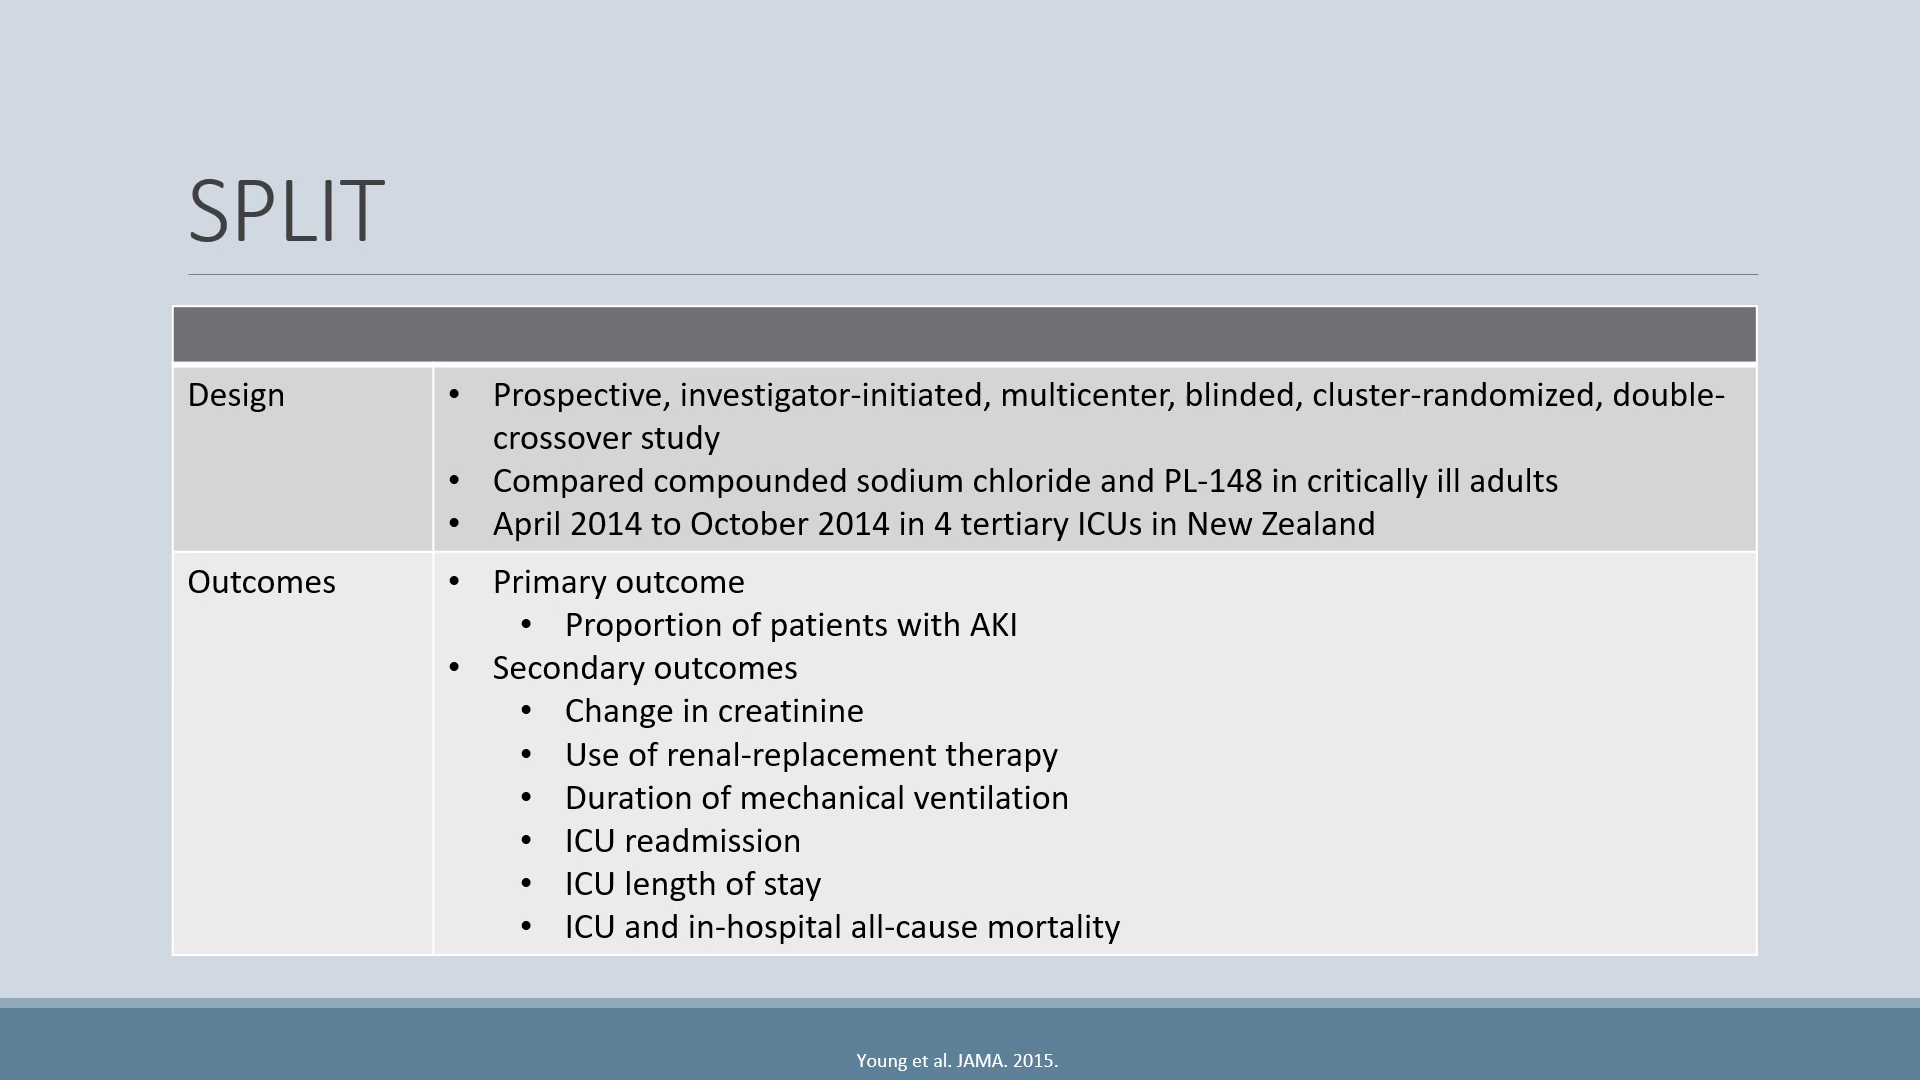 SPLIT
Design
• Prospective, investigator-initiated, multicenter, blinded, cluster-randomized, double-
crossover study
• Compared compounded sodium chloride and PL-148 in critically ill adults
• April 2014 to October 2014 in 4 tertiary ICUs in New Zealand
Outcomes
• Primary outcome
• Proportion of patients with AKI
• Secondary outcomes
• Change in creatinine
• Use of renal-replacement therapy
• Duration of mechanical ventilation
• ICU readmission
• ICU length of stay
• ICU and in-hospital all-cause mortality
Young et al. JAMA. 2015.